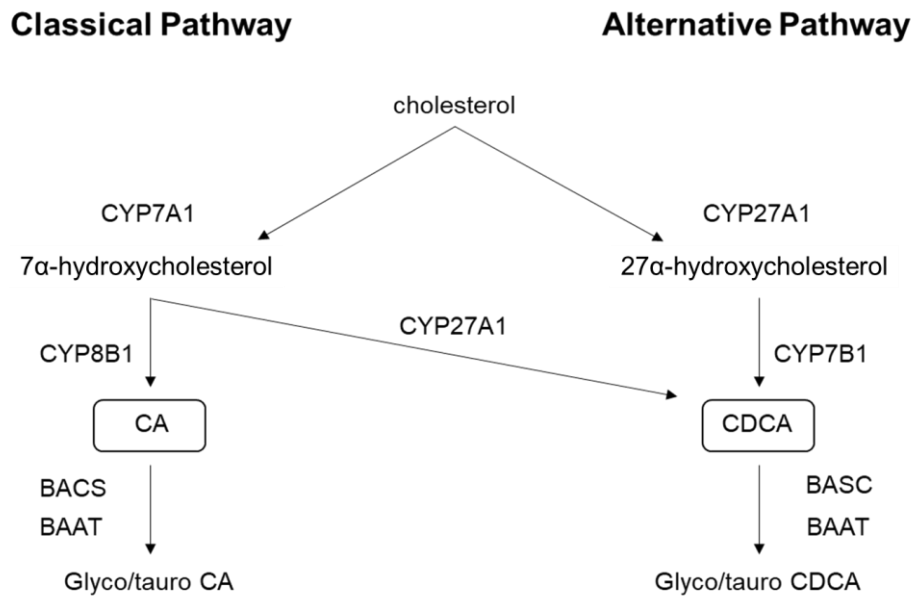 Classical Pathway
Alternative Pathway
cholesterol
CYP7A1
CYP27A1
7α-hydroxycholesterol
27α-hydroxycholesterol
CYP27A1
CYP8B1
CYP7B1
CA
CDCA
BACS
BASC
BAAT
BAAT
Glyco/tauro CA
Glyco/tauro CDCA